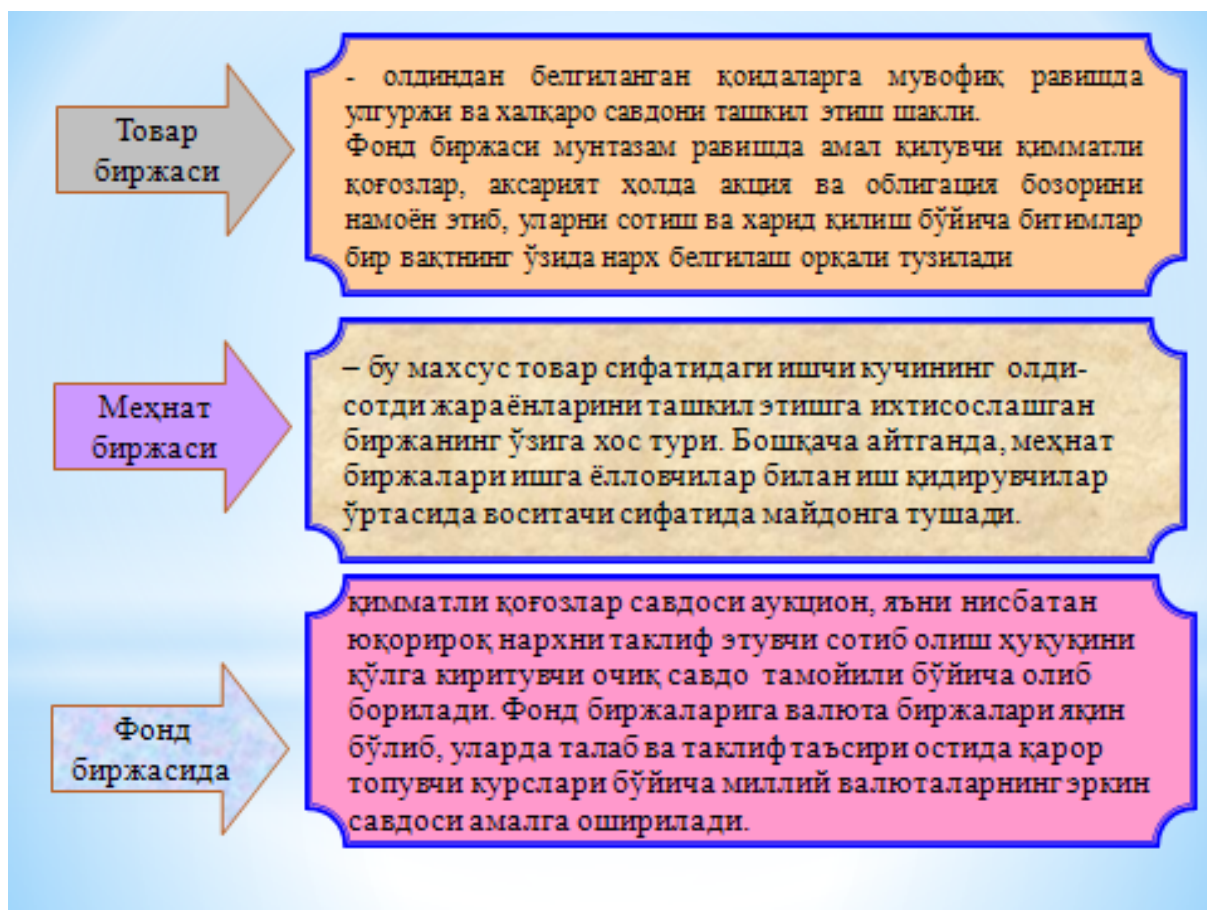 Товар
биржаси
- олдиндан белгиланган қоидаларга мувофиқ равишда
улгуржи ва халқаро савдони ташкил этиш шакли.
Фонд биржаси мунтазам равишда амал қилувчи қимматли
қоғозлар, аксарият ҳолда акция ва облигация бозорини
намоён этиб, уларни сотиш ва харид қилиш бўйича битимлар
бир вақтнинг ўзида нарх белгилаш орқали тузилади
Меҳнат
биржаси
– бу махсус товар сифатидаги ишчи кучининг олди-
сотди жараёнларини ташкил этишга ихтисослашган
биржанинг ўзига хос тури. Бошқача айтганда, меҳнат
биржалари ишга ёлловчилар билан иш қидирувчилар
ўртасида воситачи сифатида майдонга тушади.
Фонд
биржасида
қимматли қоғозлар савдоси аукцион, яъни нисбатан
юқорироқ нархни таклиф этувчи сотиб олиш ҳуқуқини
қўлга киритувчи очиқ савдо тамойили бўйича олиб
борилади. Фонд биржаларига валюта биржалари яқин
бўлиб, уларда талаб ва таклиф таъсири остида қарор
топувчи курслари бўйича миллий валюталарнинг эркин
савдоси амалга оширилади.